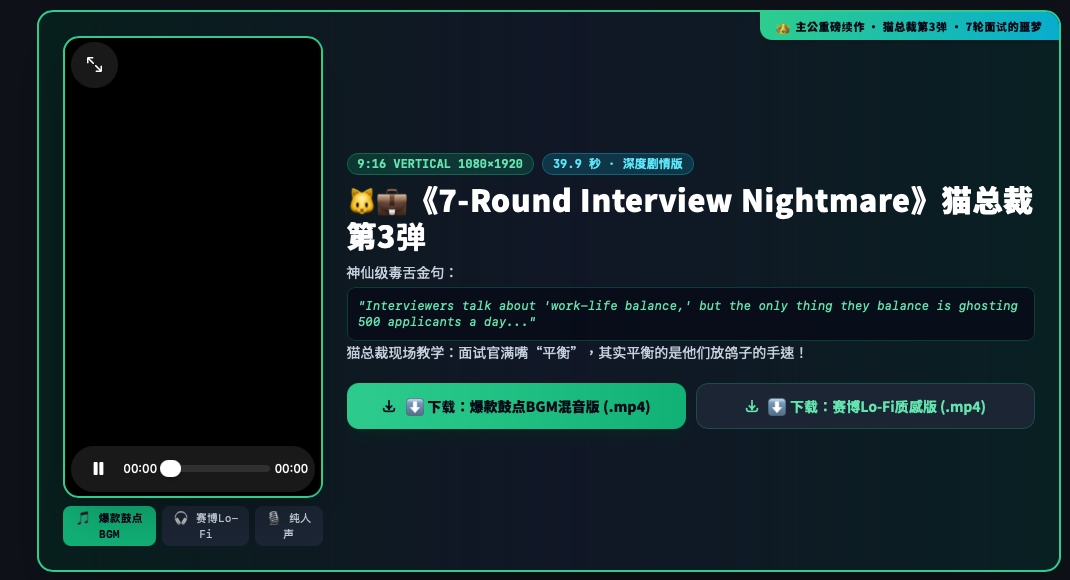 ⛺ 主公重磅续作 • 猫总裁第3弹 • 7轮面试的噩梦
9:16 VERTICAL 1080×1920
39.9 秒 · 深度剧情版
🐱💼《7-Round Interview Nightmare》猫总裁
第3弹
神仙级毒舌金句：
"Interviewers talk about 'work-life balance,' but the only thing they balance is ghosting
500 applicants a day..."
猫总裁现场教学：面试官满嘴“平衡”，其实平衡的是他们放鸽子的手速！
⬇️ 下载：爆款鼓点BGM混音版 (.mp4)
⬇️ 下载：赛博Lo-Fi质感版 (.mp4)
00:00
00:00
🎵 爆款鼓点
BGM
🎧 赛博Lo-
Fi
🎙️ 纯人
声